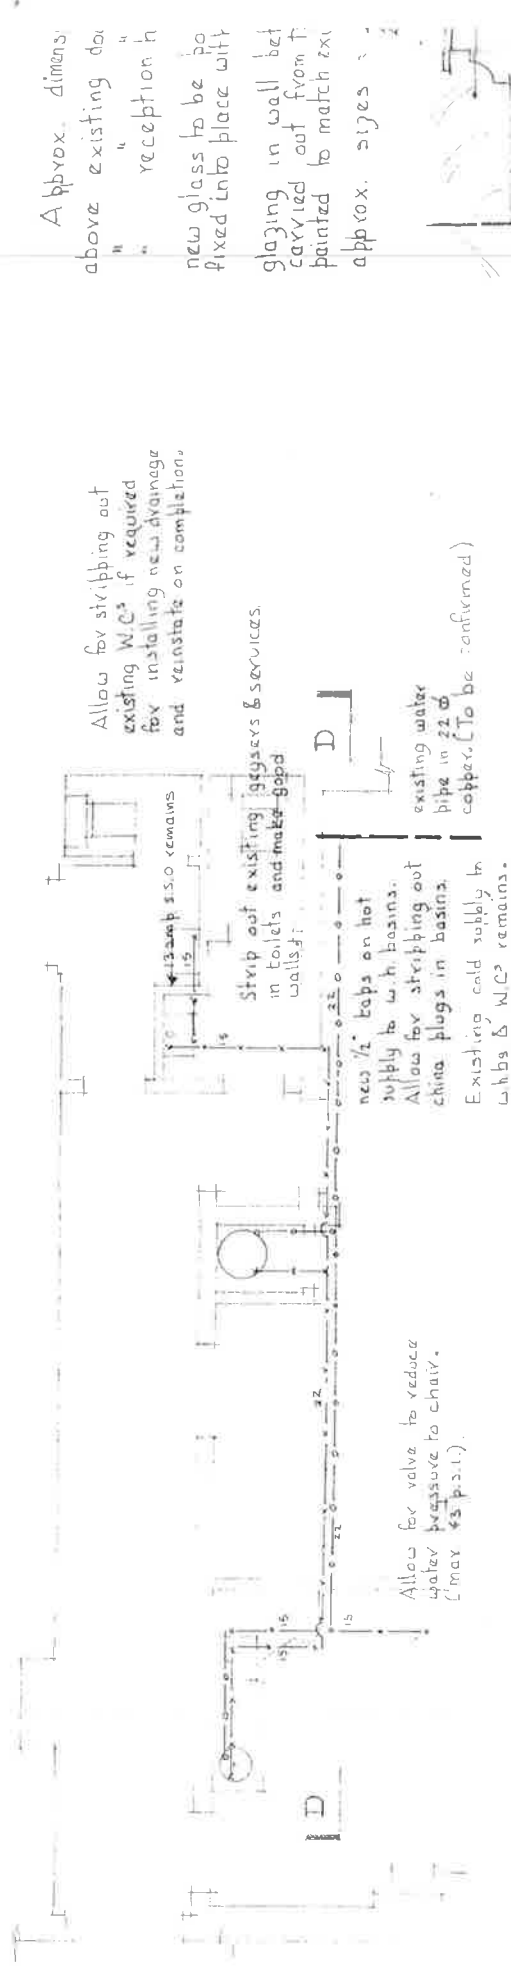 Approx. dimens
above existing do
" "
" reception h
new glass to be
fixed into place with
glazing in wall bet
carried out from
painted to match exi
approx. sizes
Allow for stripping out
existing W.Cs if required
for installing new drainage
and reinstate on completion.
13amp S.S.O remains
15
15
Strip out existing geysers & services.
in toilets and make good
walls
D
existing water
pipe in 22 ø
copper. (To be confirmed)
new ½" taps on hot
supply to w.h. basins.
Allow for stripping out
china plugs in basins.
Existing cold supply to
whbs & W.Cs remains.
22
22
22
Allow for valve to reduce
water pressure to chair.
(max 43 p.s.i.).
15
15
15
D